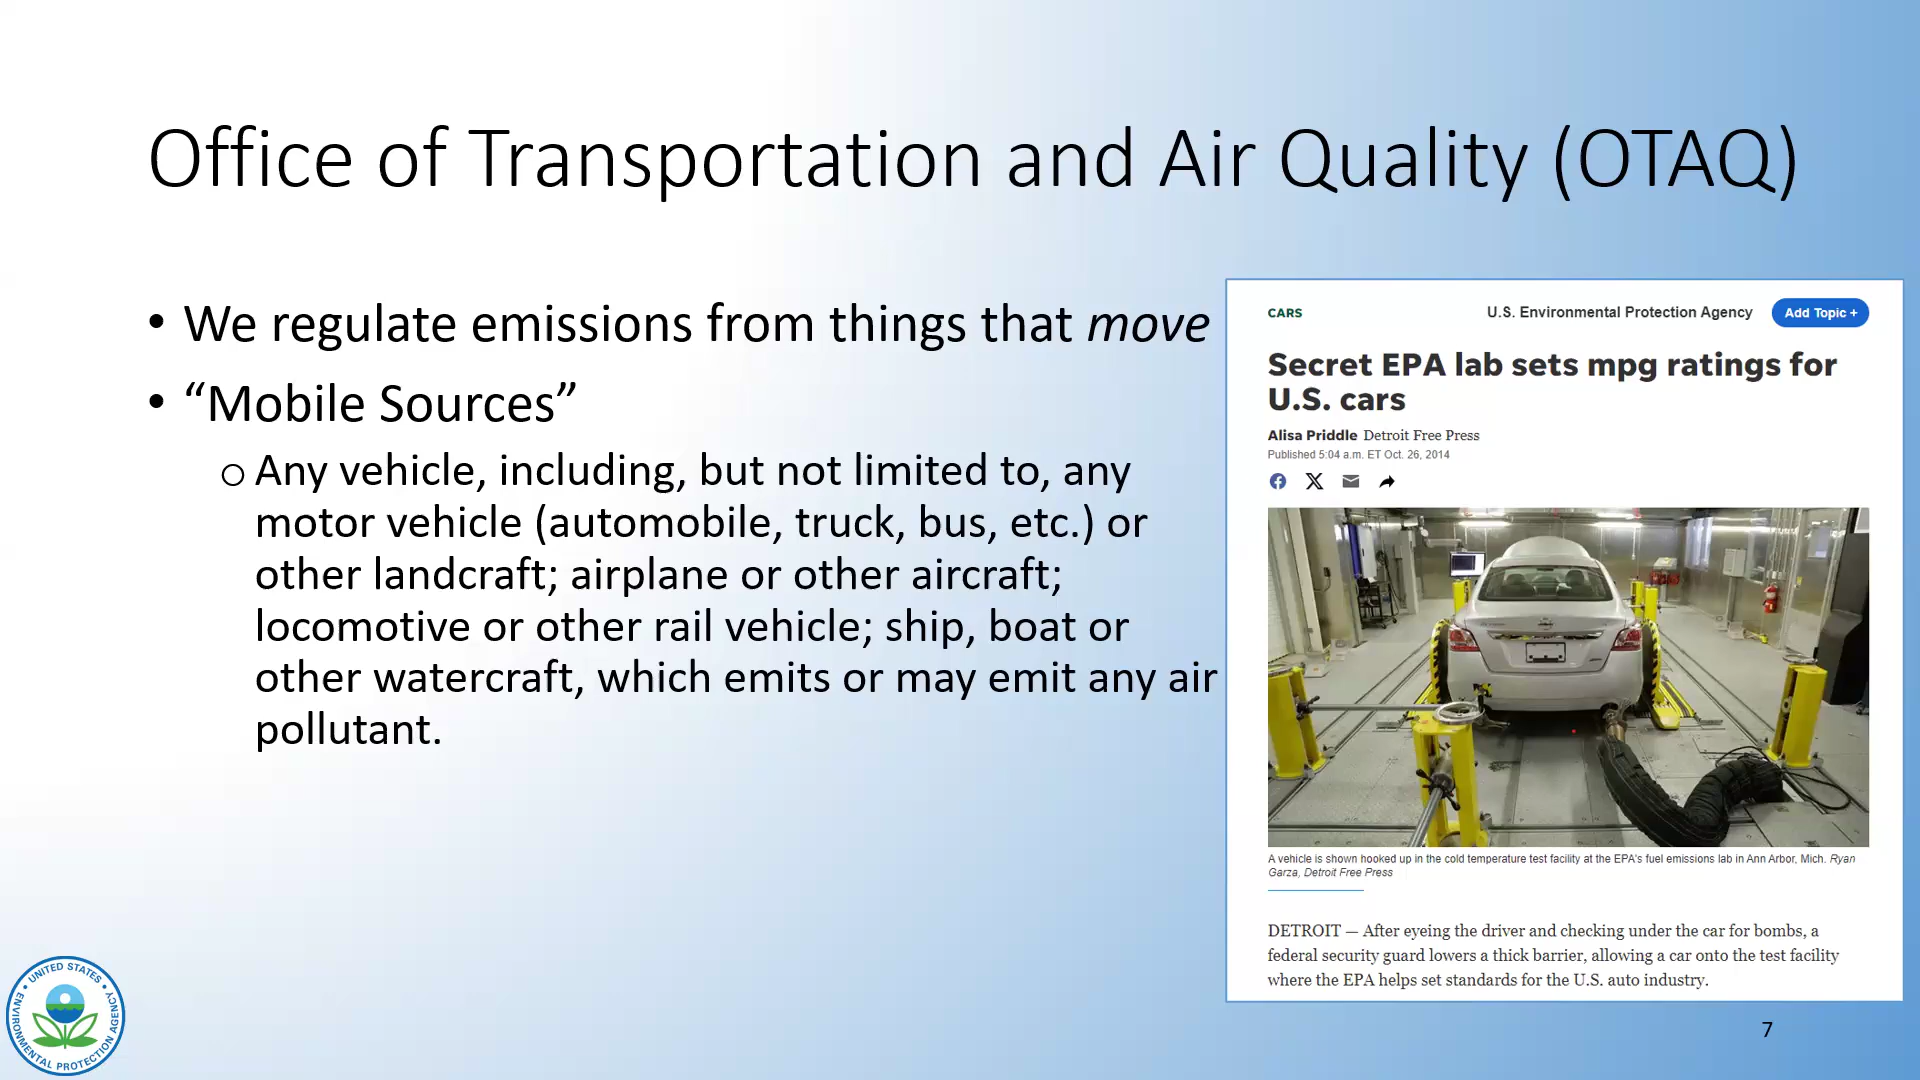 Office of Transportation and Air Quality (OTAQ)
• We regulate emissions from things that move
• “Mobile Sources”
o Any vehicle, including, but not limited to, any
motor vehicle (automobile, truck, bus, etc.) or
other landcraft; airplane or other aircraft;
locomotive or other rail vehicle; ship, boat or
other watercraft, which emits or may emit any air
pollutant.
CARS
U.S. Environmental Protection Agency
Add Topic +
Secret EPA lab sets mpg ratings for
U.S. cars
Alisa Priddle Detroit Free Press
Published 5:04 a.m. ET Oct. 26, 2014
A vehicle is shown hooked up in the cold temperature test facility at the EPA's fuel emissions lab in Ann Arbor, Mich. Ryan
Garza, Detroit Free Press
DETROIT — After eyeing the driver and checking under the car for bombs, a
federal security guard lowers a thick barrier, allowing a car onto the test facility
where the EPA helps set standards for the U.S. auto industry.
UNITED STATES
ENVIRONMENTAL PROTECTION AGENCY
7